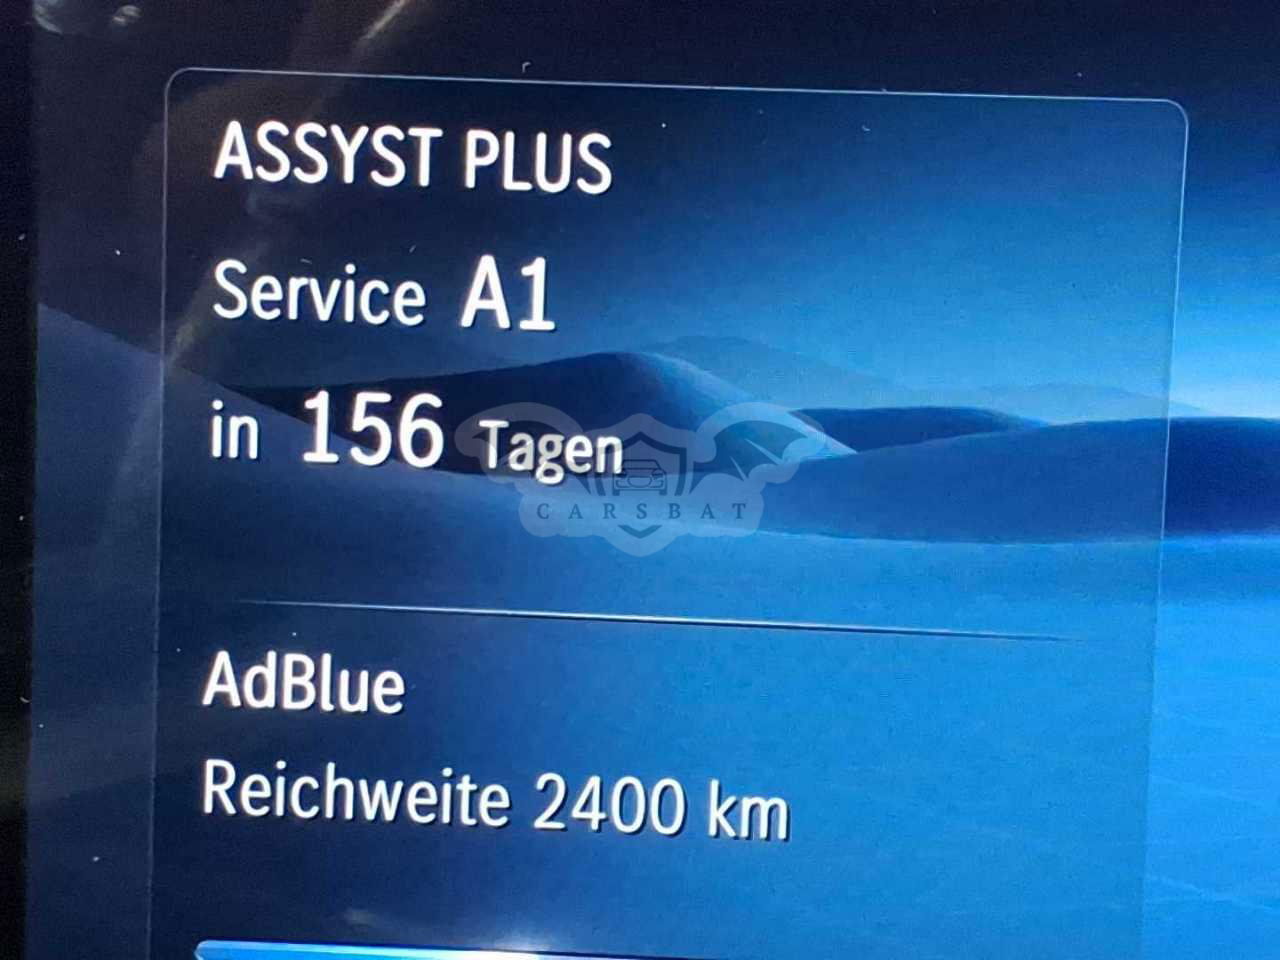 ASSYST PLUS
Service A1
in 156 Tagen
CARSBAT
AdBlue
Reichweite 2400 km